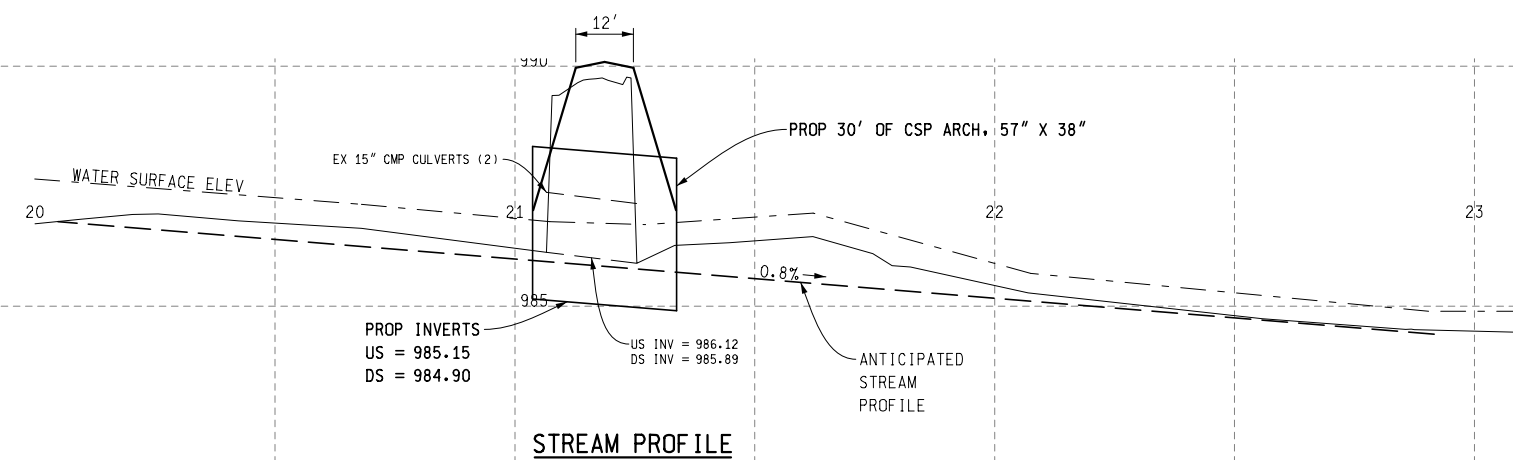 12'
990
PROP 30' OF CSP ARCH, 57" X 38"
EX 15" CMP CULVERTS (2)
WATER SURFACE ELEV
20
21
22
23
0.8%
985
PROP INVERTS
US = 985.15
DS = 984.90
US INV = 986.12
DS INV = 985.89
ANTICIPATED
STREAM
PROFILE
STREAM PROFILE